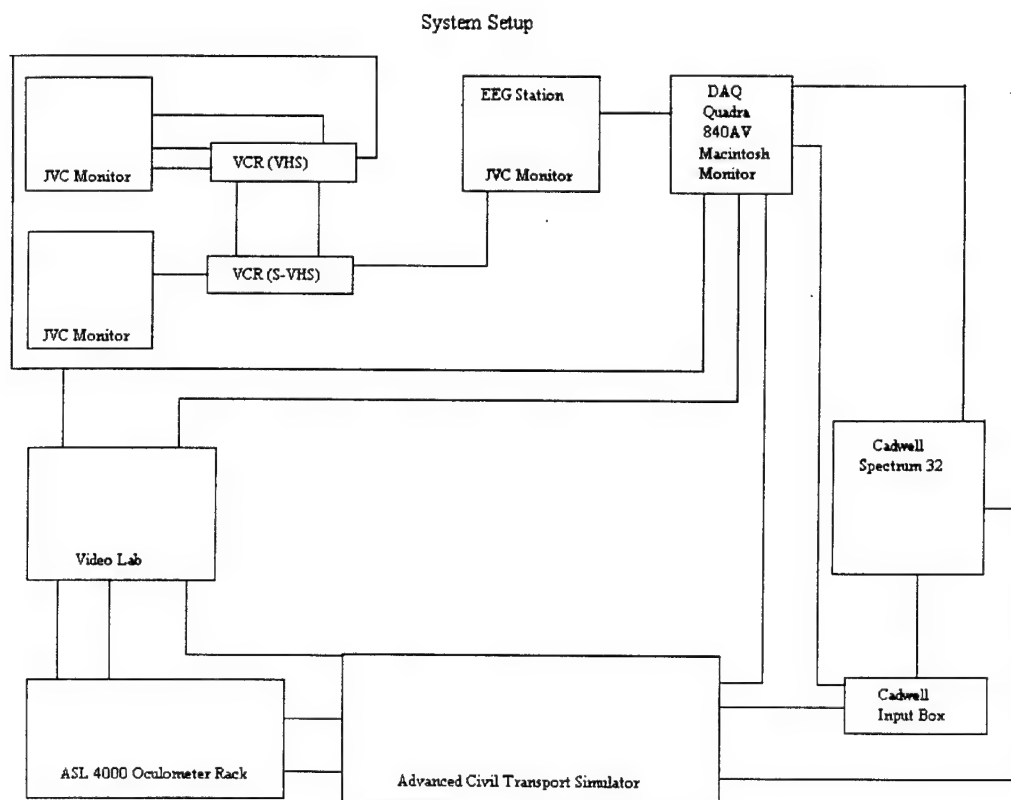 System Setup
JVC Monitor
VCR (VHS)
EEG Station
JVC Monitor
DAQ
Quadra
840AV
Macintosh
Monitor
JVC Monitor
VCR (S-VHS)
Cadwell
Spectrum 32
Video Lab
Cadwell
Input Box
ASL 4000 Oculometer Rack
Advanced Civil Transport Simulator